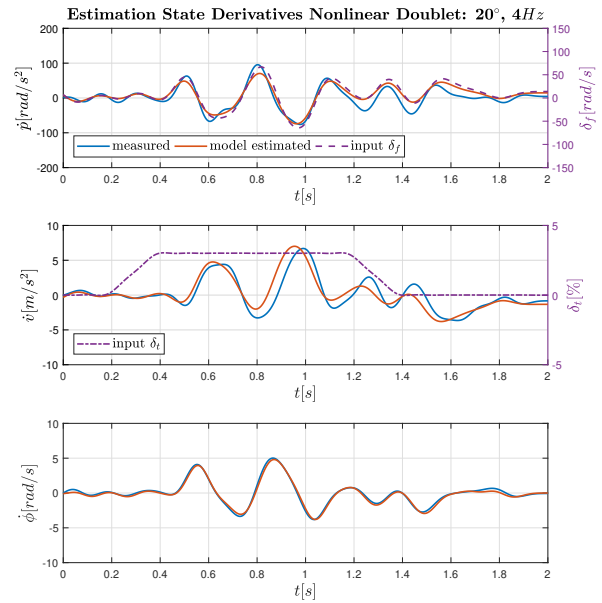 Estimation State Derivatives Nonlinear Doublet: 20°, 4Hz
200
100
0
-100
-200
ṗ[rad/s²]
150
100
50
0
-50
-100
-150
δf[rad/s]
measured
model estimated
input δf
0 0.2 0.4 0.6 0.8 1 1.2 1.4 1.6 1.8 2
t[s]
10
5
0
-5
-10
v̇[m/s²]
5
0
-5
δt[%]
input δt
0 0.2 0.4 0.6 0.8 1 1.2 1.4 1.6 1.8 2
t[s]
10
5
0
-5
-10
ϕ̇[rad/s]
0 0.2 0.4 0.6 0.8 1 1.2 1.4 1.6 1.8 2
t[s]